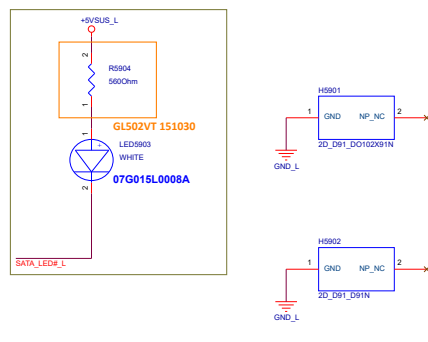 +5VSUS_L
2
R5904
560Ohm
1
GL502VT 151030
1
+
LED5903
WHITE
07G015L0008A
2
SATA_LED#_L
H5901
1
GND
NP_NC
2
2D_D91_DO102X91N
GND_L
H5902
1
GND
NP_NC
2
2D_D91_D91N
GND_L